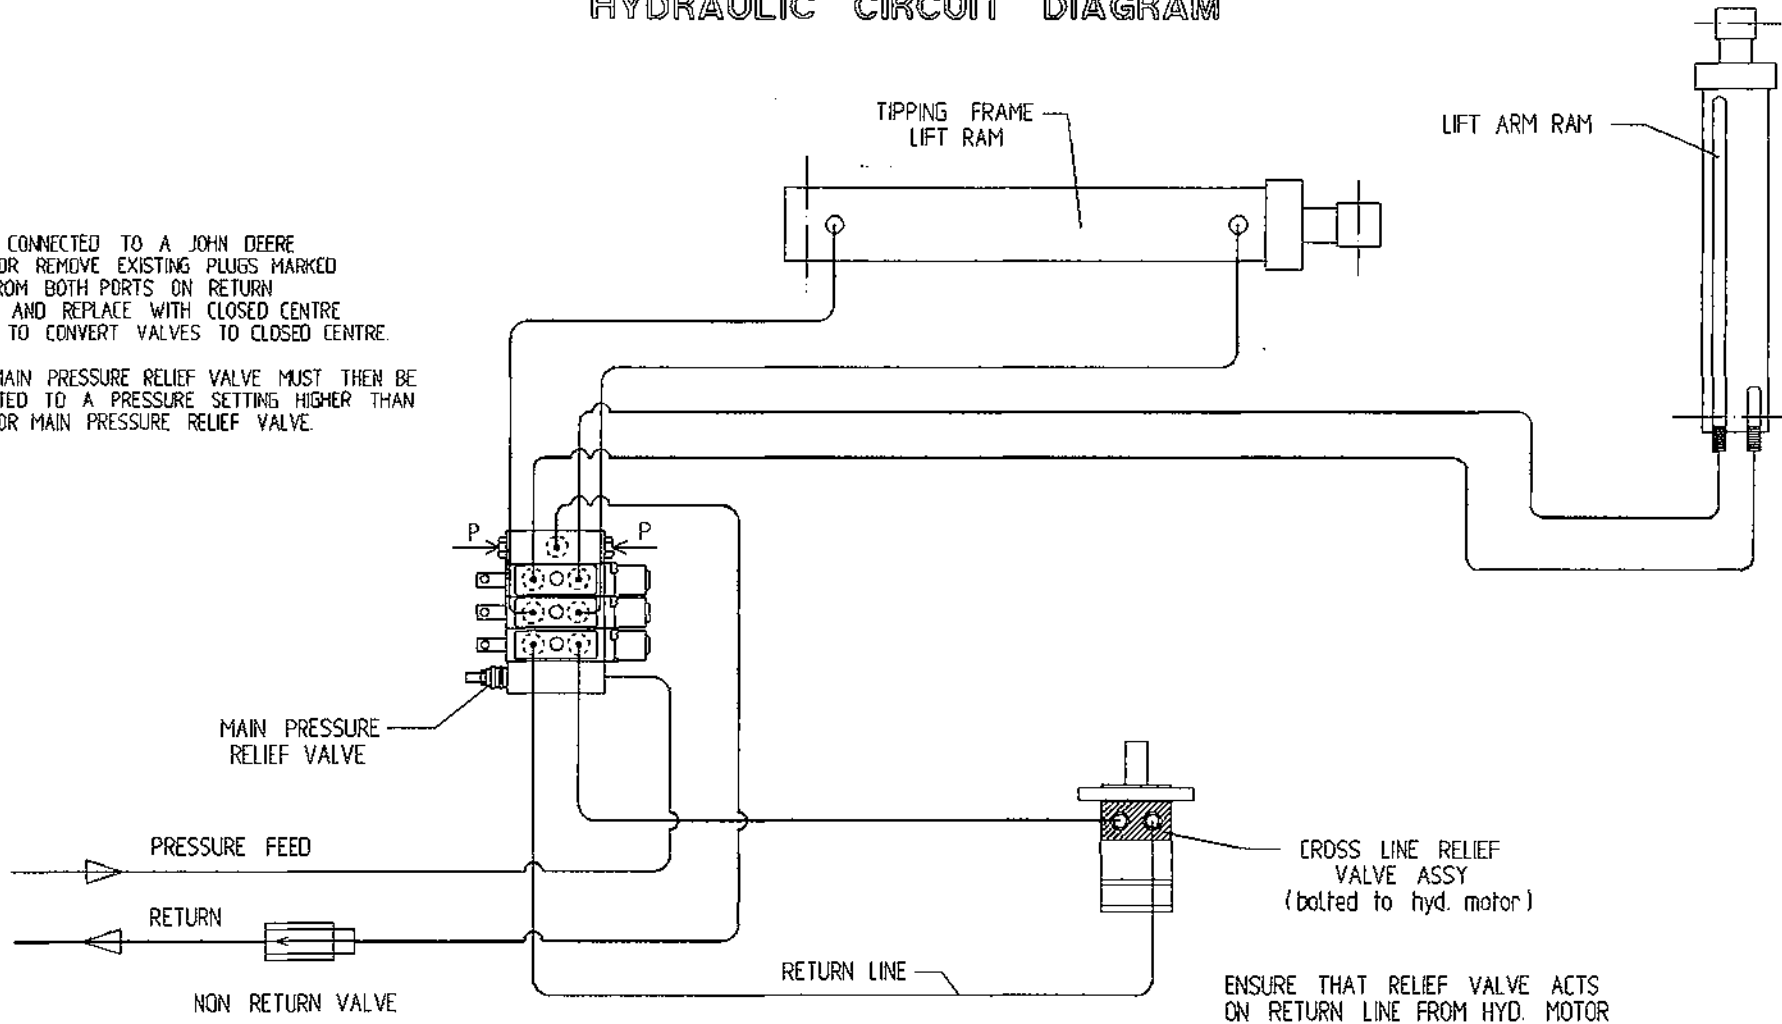 HYDRAULIC CIRCUIT DIAGRAM
TIPPING FRAME
LIFT RAM
LIFT ARM RAM
CONNECTED TO A JOHN DEERE
OR REMOVE EXISTING PLUGS MARKED
ROM BOTH PORTS ON RETURN
AND REPLACE WITH CLOSED CENTRE
TO CONVERT VALVES TO CLOSED CENTRE.
MAIN PRESSURE RELIEF VALVE MUST THEN BE
TED TO A PRESSURE SETTING HIGHER THAN
OR MAIN PRESSURE RELIEF VALVE.
P
P
MAIN PRESSURE
RELIEF VALVE
PRESSURE FEED
RETURN
NON RETURN VALVE
RETURN LINE
CROSS LINE RELIEF
VALVE ASSY
(bolted to hyd. motor)
ENSURE THAT RELIEF VALVE ACTS
ON RETURN LINE FROM HYD. MOTOR